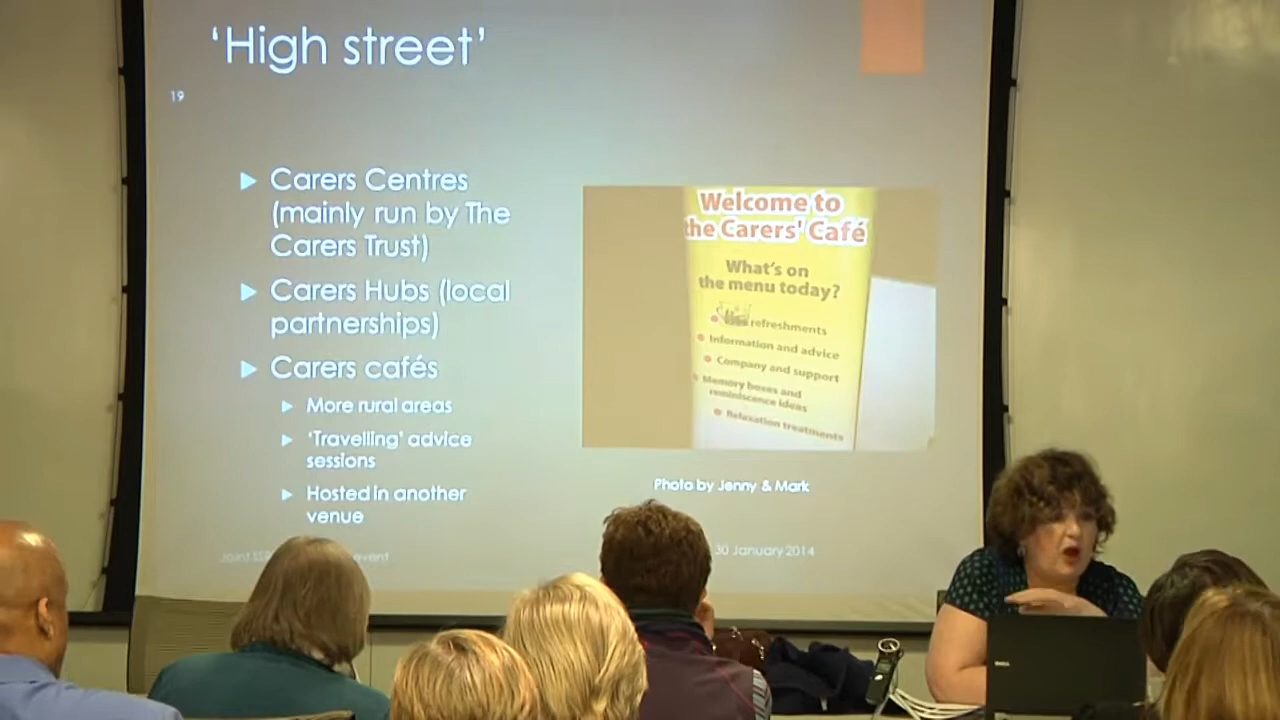 ‘High street’
19
Carers Centres
(mainly run by The
Carers Trust)
Carers Hubs (local
partnerships)
Carers cafés
More rural areas
‘Travelling’ advice
sessions
Hosted in another
venue
Welcome to
the Carers' Café
What's on
the menu today?
refreshments
Information and advice
Company and support
Memory boxes and
reminiscence ideas
Relaxation treatments
Photo by Jenny & Mark
Joint event
30 January 2014
DELL